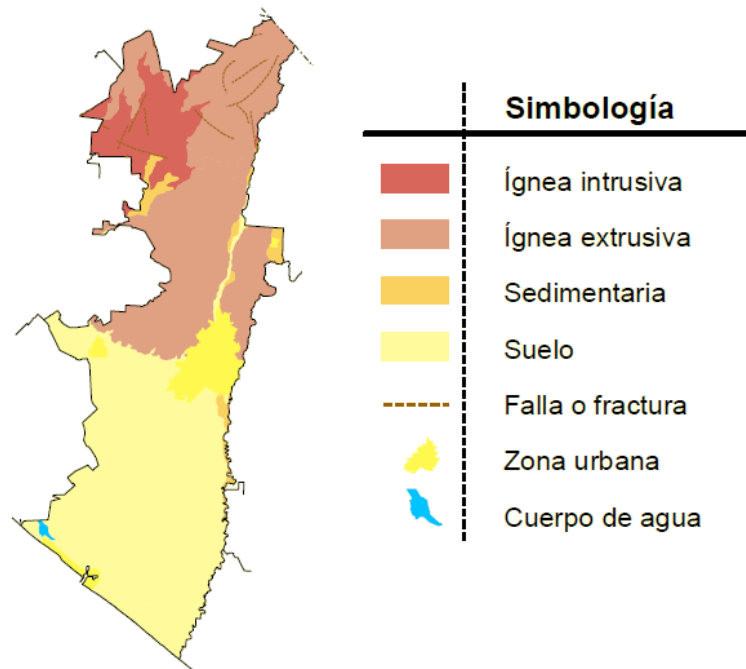 Simbología
Ígnea intrusiva
Ígnea extrusiva
Sedimentaria
Suelo
Falla o fractura
Zona urbana
Cuerpo de agua